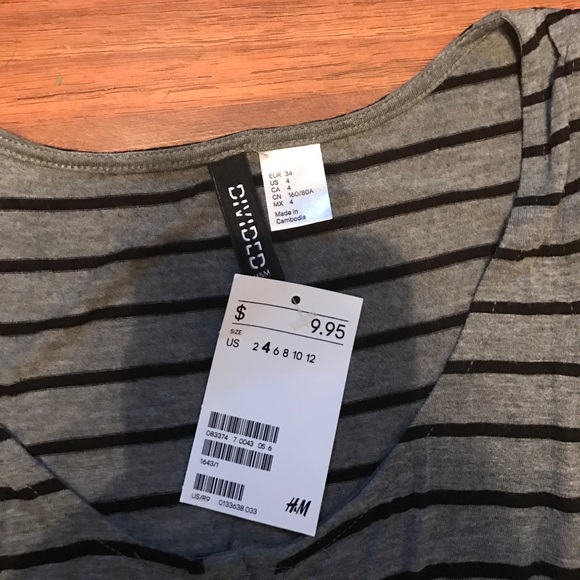 EUR 34
US 4
CA 4
CN 160/80A
MX 4
Made in
Cambodia
DIVIDED
H&M
$ 9.95
SIZE
US 2 4 6 8 10 12
083374 7 0043 05 6
1643/1
US/R9 0133638 033
H&M